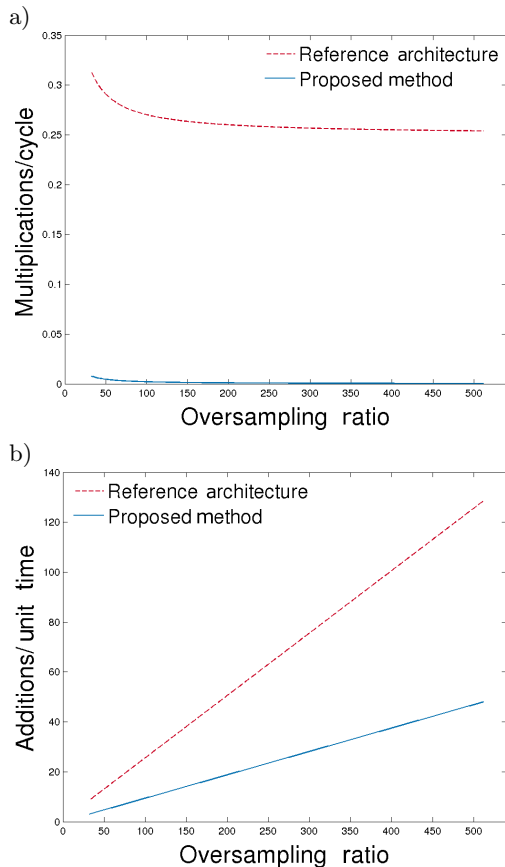 a)
0.35
0.3
0.25
0.2
0.15
0.1
0.05
0
Multiplications/cycle
Reference architecture
Proposed method
0 50 100 150 200 250 300 350 400 450 500
Oversampling ratio
b)
140
120
100
80
60
40
20
0
Additions/ unit time
Reference architecture
Proposed method
0 50 100 150 200 250 300 350 400 450 500
Oversampling ratio